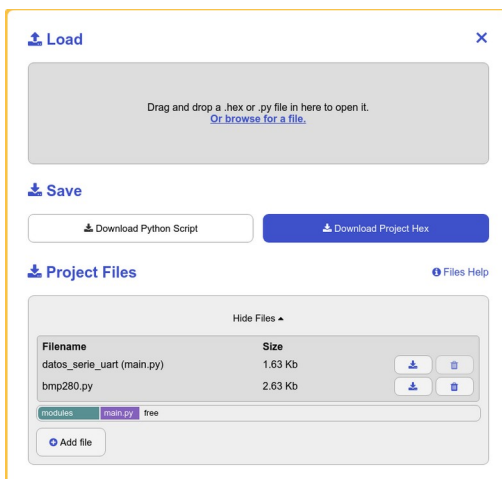 Load
Drag and drop a .hex or .py file in here to open it.
Or browse for a file.
Save
Download Python Script
Download Project Hex
Project Files
Files Help
Hide Files
Filename Size
datos_serie_uart (main.py) 1.63 Kb
bmp280.py 2.63 Kb
modules main.py free
Add file